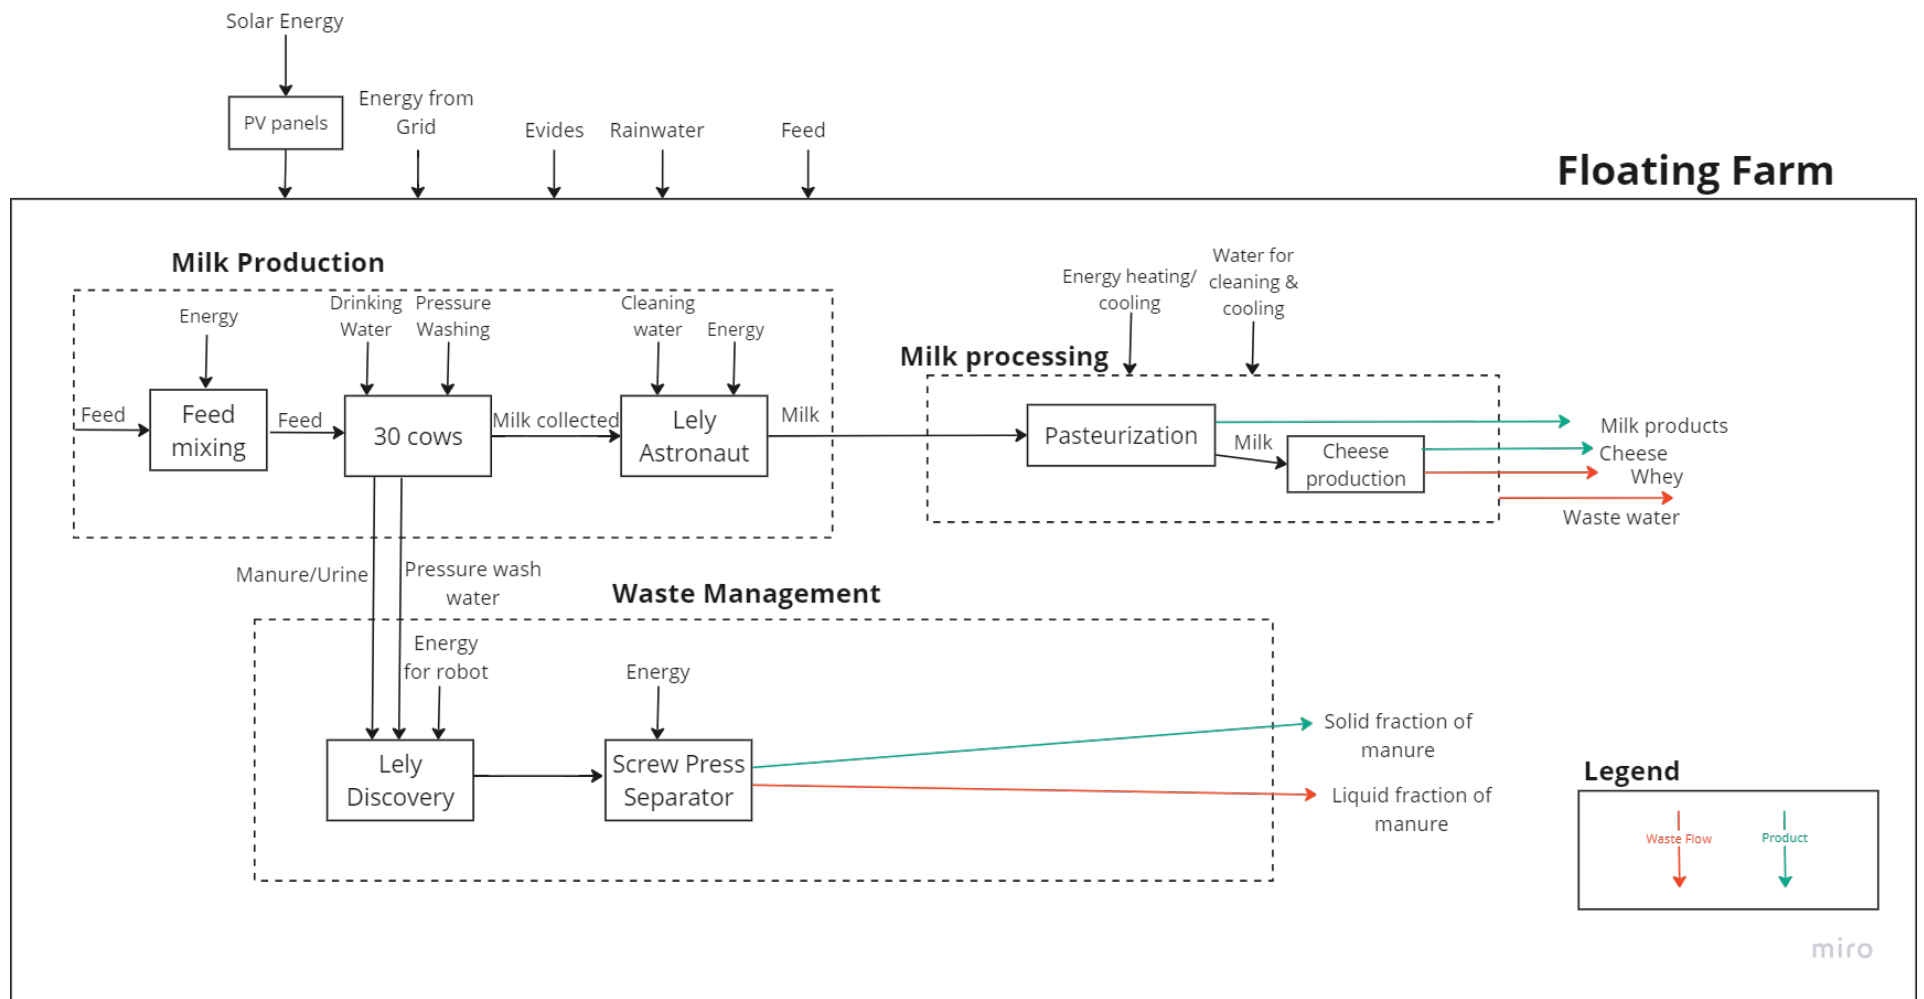 Solar Energy
PV panels
Energy from
Grid
Evides
Rainwater
Feed
Floating Farm
Milk Production
Energy
Drinking
Water
Pressure
Washing
Cleaning
water
Energy
Feed
Feed
mixing
Feed
30 cows
Milk collected
Lely
Astronaut
Milk
Energy heating/
cooling
Water for
cleaning &
cooling
Milk processing
Pasteurization
Milk
Cheese
production
Milk products
Cheese
Whey
Waste water
Manure/Urine
Pressure wash
water
Waste Management
Energy
for robot
Energy
Lely
Discovery
Screw Press
Separator
Solid fraction of
manure
Liquid fraction of
manure
Legend
Waste Flow
Product
miro